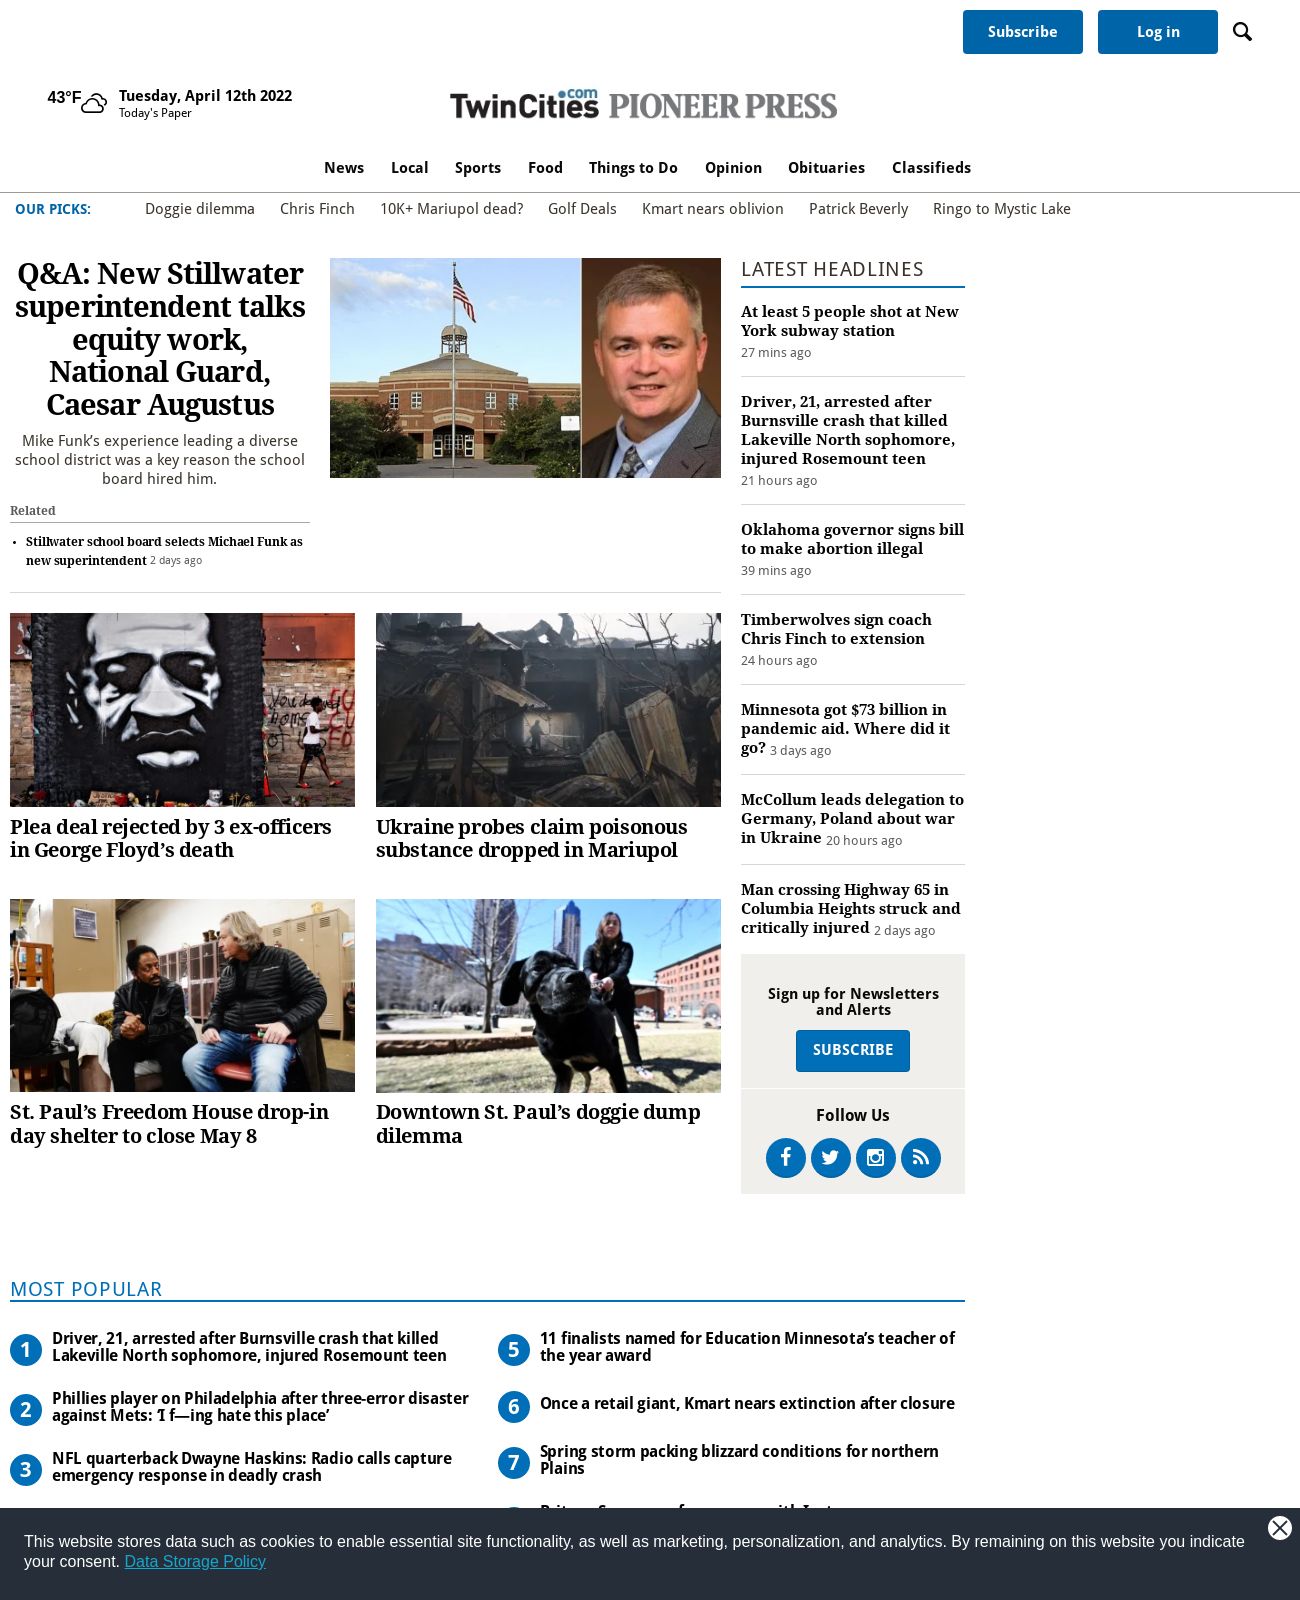 Subscribe
Log in
43°F
Tuesday, April 12th 2022
Today's Paper
TwinCities.com PIONEER PRESS
News Local Sports Food Things to Do Opinion Obituaries Classifieds
OUR PICKS: Doggie dilemma Chris Finch 10K+ Mariupol dead? Golf Deals Kmart nears oblivion Patrick Beverly Ringo to Mystic Lake
Q&A: New Stillwater
superintendent talks
equity work,
National Guard,
Caesar Augustus
Mike Funk’s experience leading a diverse
school district was a key reason the school
board hired him.
Related
• Stillwater school board selects Michael Funk as
new superintendent 2 days ago
Plea deal rejected by 3 ex-officers
in George Floyd’s death
Ukraine probes claim poisonous
substance dropped in Mariupol
St. Paul’s Freedom House drop-in
day shelter to close May 8
Downtown St. Paul’s doggie dump
dilemma
LATEST HEADLINES
At least 5 people shot at New
York subway station
27 mins ago
Driver, 21, arrested after
Burnsville crash that killed
Lakeville North sophomore,
injured Rosemount teen
21 hours ago
Oklahoma governor signs bill
to make abortion illegal
39 mins ago
Timberwolves sign coach
Chris Finch to extension
24 hours ago
Minnesota got $73 billion in
pandemic aid. Where did it
go? 3 days ago
McCollum leads delegation to
Germany, Poland about war
in Ukraine 20 hours ago
Man crossing Highway 65 in
Columbia Heights struck and
critically injured 2 days ago
Sign up for Newsletters
and Alerts
SUBSCRIBE
Follow Us
MOST POPULAR
1 Driver, 21, arrested after Burnsville crash that killed
Lakeville North sophomore, injured Rosemount teen
2 Phillies player on Philadelphia after three-error disaster
against Mets: ‘I f—ing hate this place’
3 NFL quarterback Dwayne Haskins: Radio calls capture
emergency response in deadly crash
5 11 finalists named for Education Minnesota’s teacher of
the year award
6 Once a retail giant, Kmart nears extinction after closure
7 Spring storm packing blizzard conditions for northern
Plains
This website stores data such as cookies to enable essential site functionality, as well as marketing, personalization, and analytics. By remaining on this website you indicate
your consent. Data Storage Policy